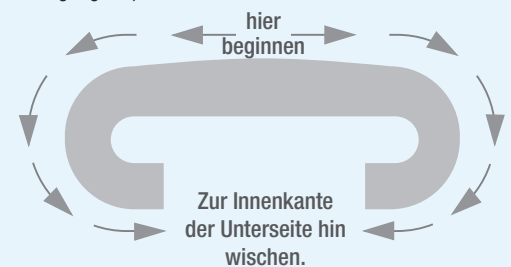 hier
beginnen
Zur Innenkante
der Unterseite hin
wischen.